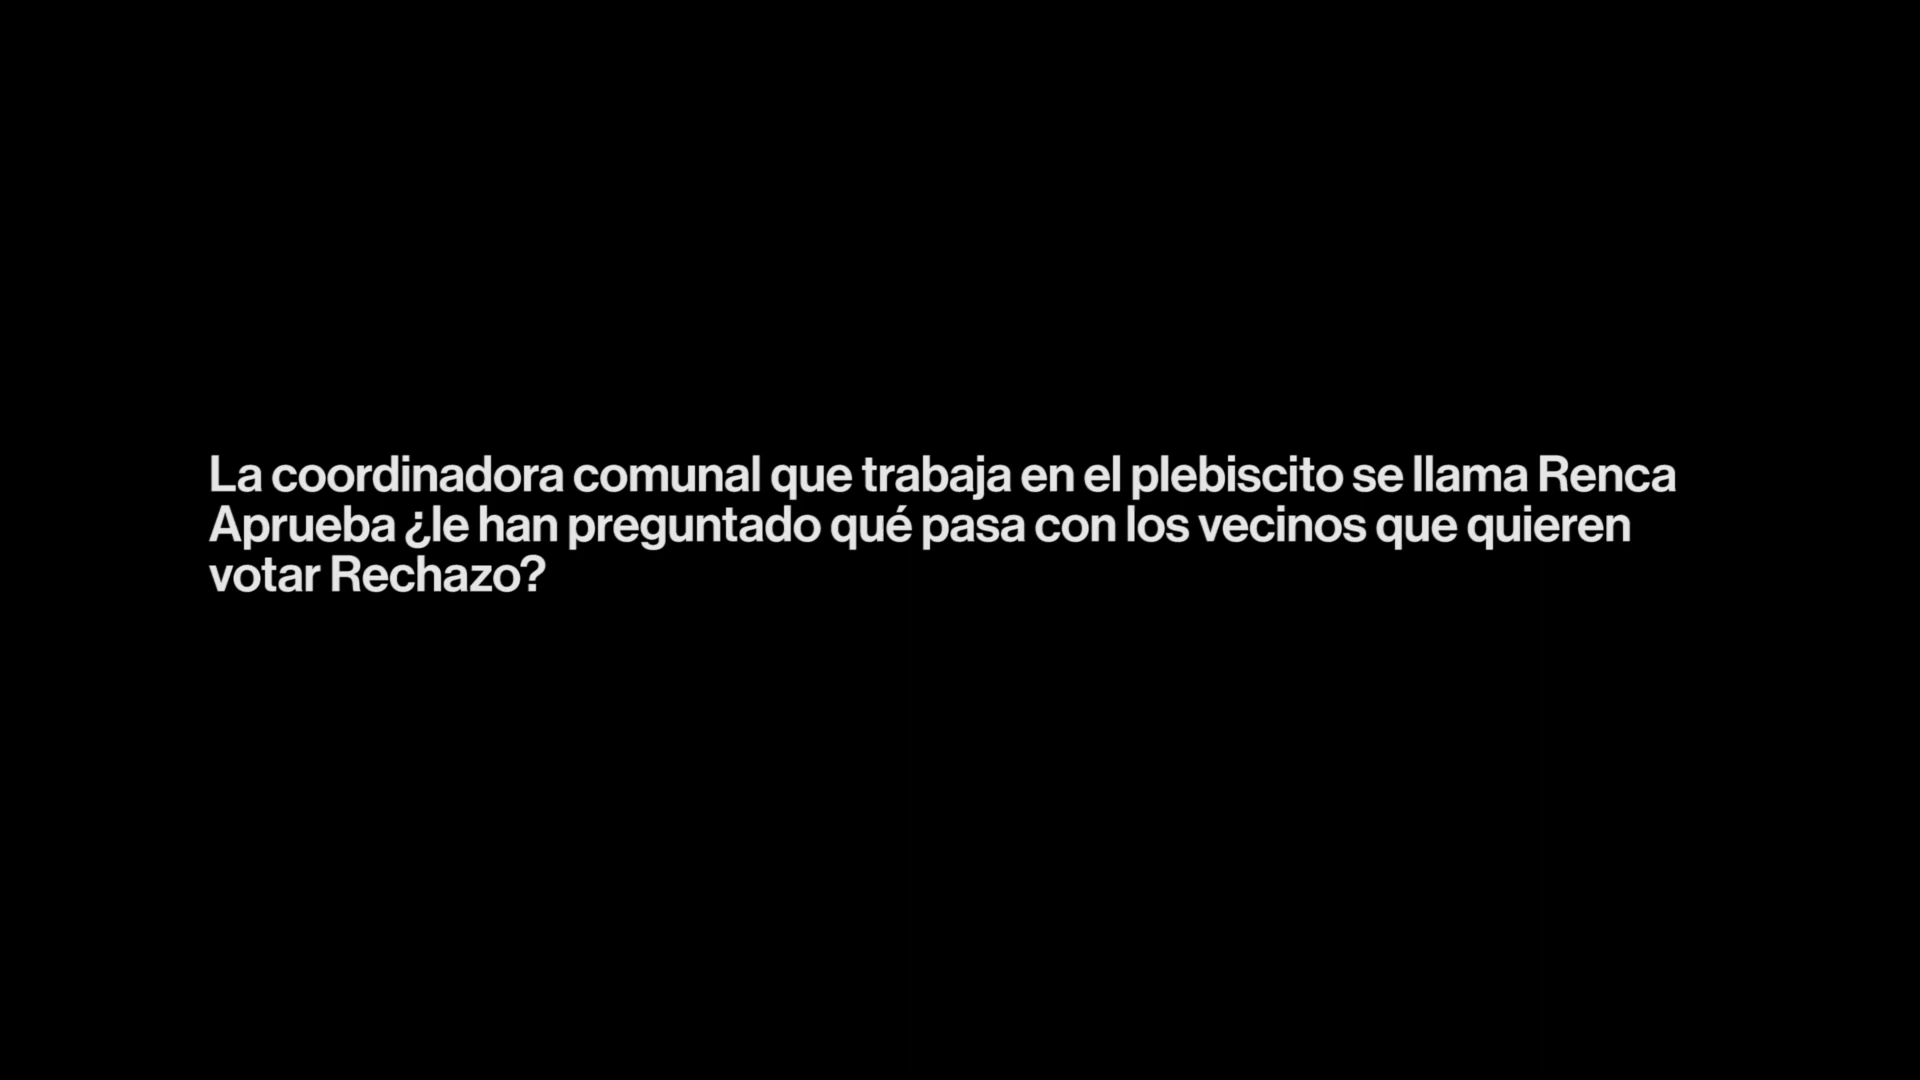 La coordinadora comunal que trabaja en el plebiscito se llama Renca
Aprueba ¿le han preguntado qué pasa con los vecinos que quieren
votar Rechazo?